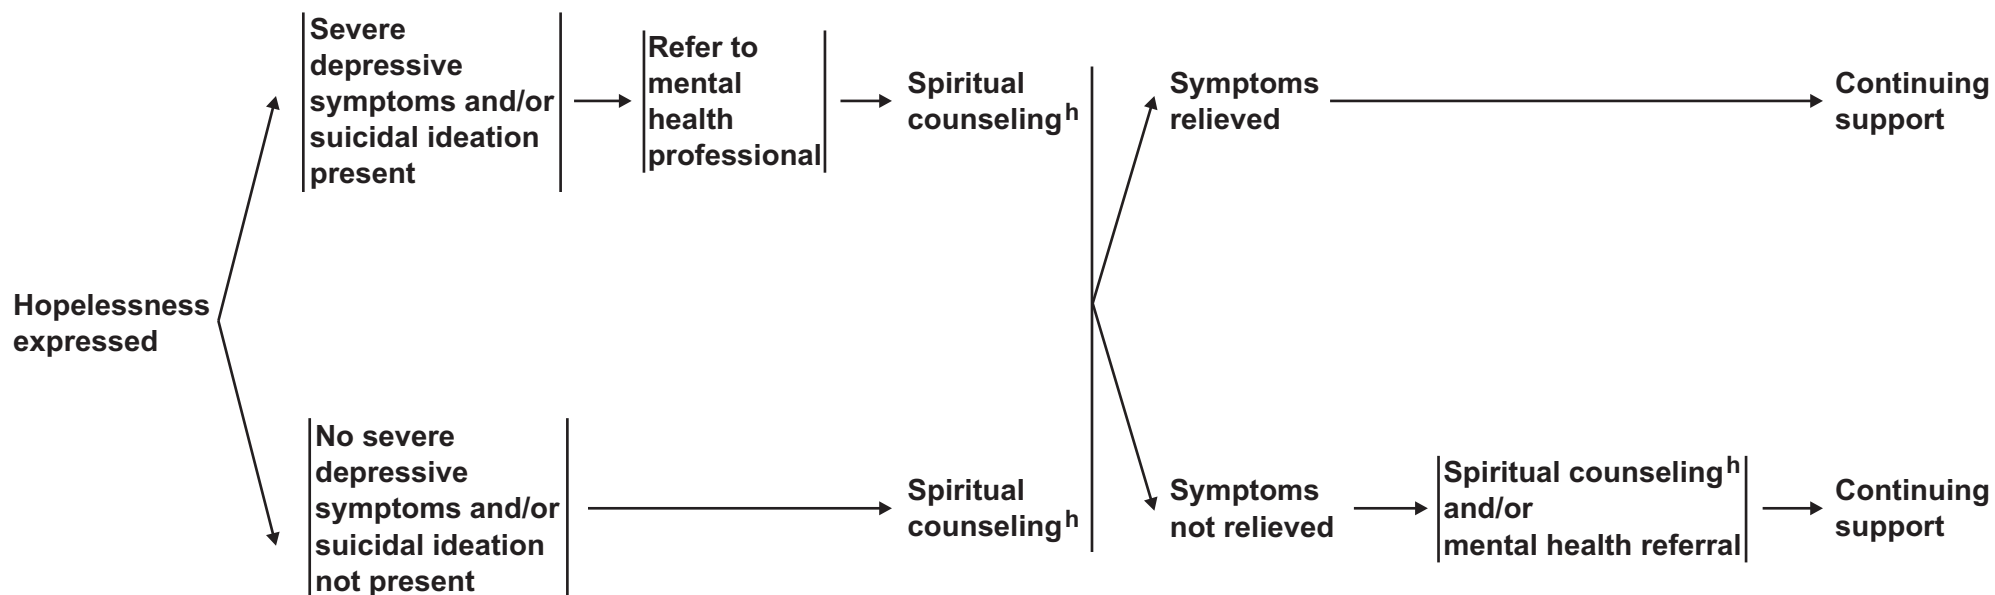 Hopelessness
expressed
Severe
depressive
symptoms and/or
suicidal ideation
present
Refer to
mental
health
professional
Spiritual
counseling h
No severe
depressive
symptoms and/or
suicidal ideation
not present
Spiritual
counseling h
Symptoms
relieved
Continuing
support
Symptoms
not relieved
Spiritual counseling h
and/or
mental health referral
Continuing
support